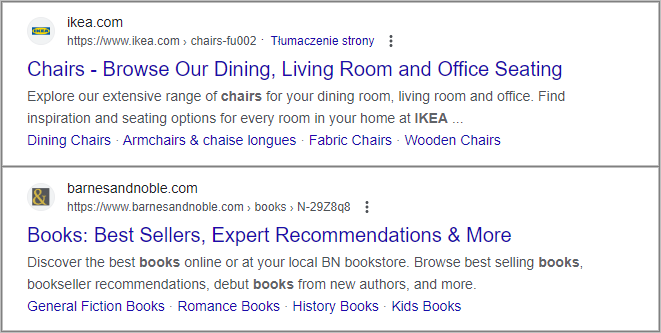 ikea.com
https://www.ikea.com › chairs-fu002 · Tłumaczenie strony
Chairs - Browse Our Dining, Living Room and Office Seating
Explore our extensive range of chairs for your dining room, living room and office. Find
inspiration and seating options for every room in your home at IKEA ...
Dining Chairs · Armchairs & chaise longues · Fabric Chairs · Wooden Chairs
barnesandnoble.com
https://www.barnesandnoble.com › books › N-29Z8q8
Books: Best Sellers, Expert Recommendations & More
Discover the best books online or at your local BN bookstore. Browse best selling books,
bookseller recommendations, debut books from new authors, and more.
General Fiction Books · Romance Books · History Books · Kids Books